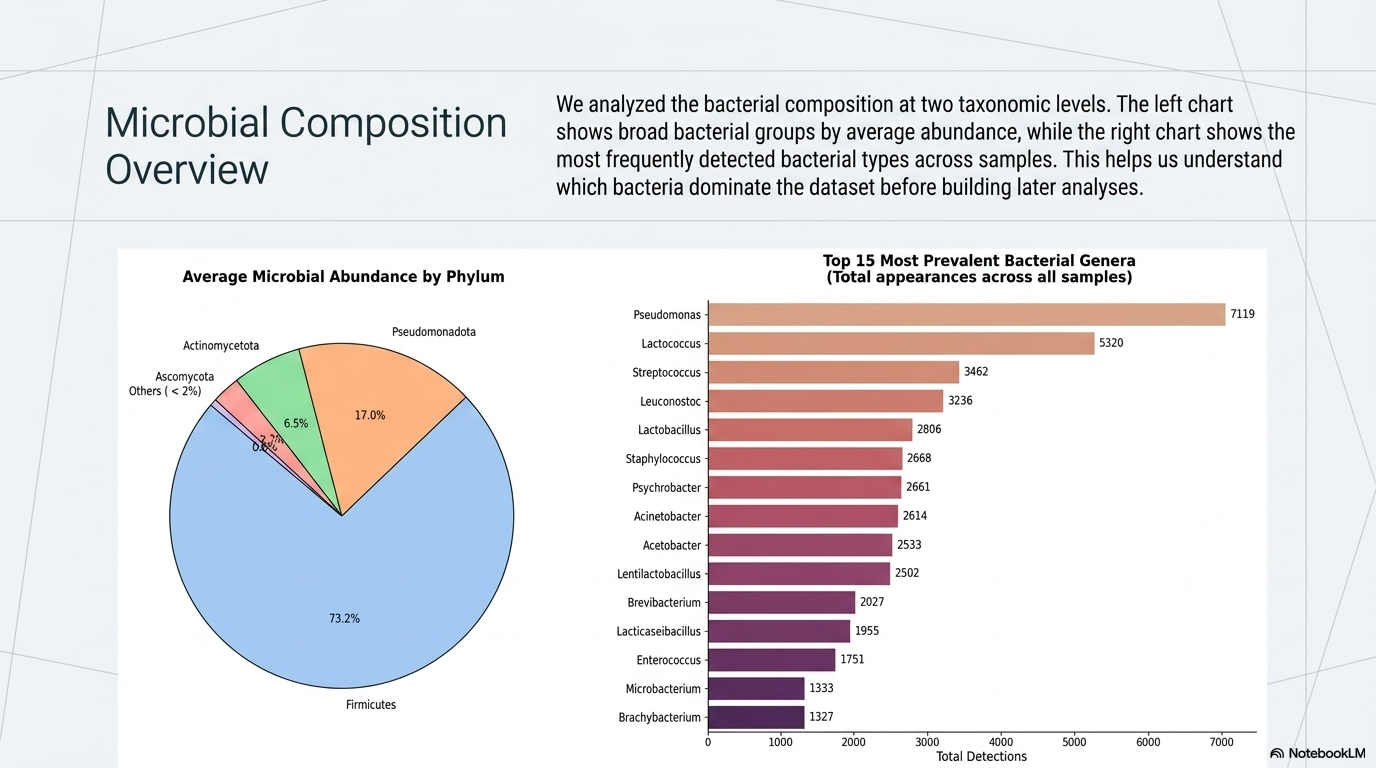 Microbial Composition
Overview
We analyzed the bacterial composition at two taxonomic levels. The left chart
shows broad bacterial groups by average abundance, while the right chart shows the
most frequently detected bacterial types across samples. This helps us understand
which bacteria dominate the dataset before building later analyses.
Average Microbial Abundance by Phylum
Pseudomonadota
Actinomycetota
Ascomycota
Others ( < 2%)
17.0%
6.5%
73.2%
Firmicutes
Top 15 Most Prevalent Bacterial Genera
(Total appearances across all samples)
Pseudomonas 7119
Lactococcus 5320
Streptococcus 3462
Leuconostoc 3236
Lactobacillus 2806
Staphylococcus 2668
Psychrobacter 2661
Acinetobacter 2614
Acetobacter 2533
Lentilactobacillus 2502
Brevibacterium 2027
Lacticaseibacillus 1955
Enterococcus 1751
Microbacterium 1333
Brachybacterium 1327
0 1000 2000 3000 4000 5000 6000 7000
Total Detections
NotebookLM